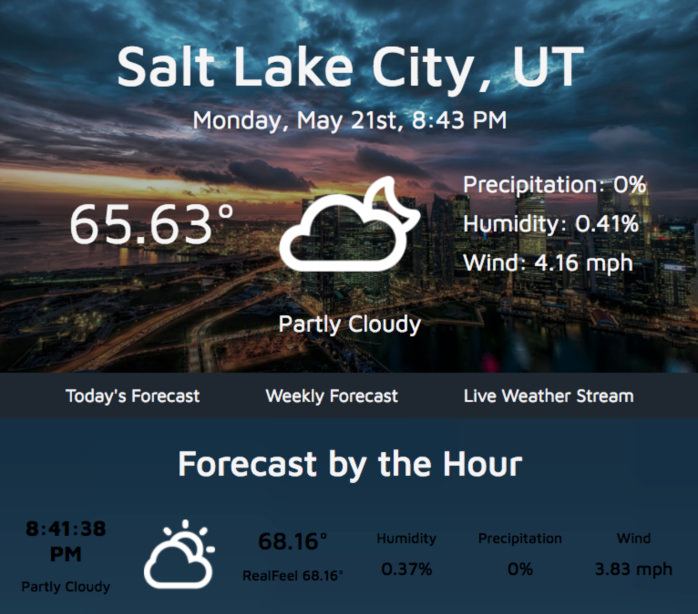 Salt Lake City, UT
Monday, May 21st, 8:43 PM
65.63°
Precipitation: 0%
Humidity: 0.41%
Wind: 4.16 mph
Partly Cloudy
Today's Forecast
Weekly Forecast
Live Weather Stream
Forecast by the Hour
8:41:38
PM
Partly Cloudy
68.16°
RealFeel 68.16°
Humidity
0.37%
Precipitation
0%
Wind
3.83 mph